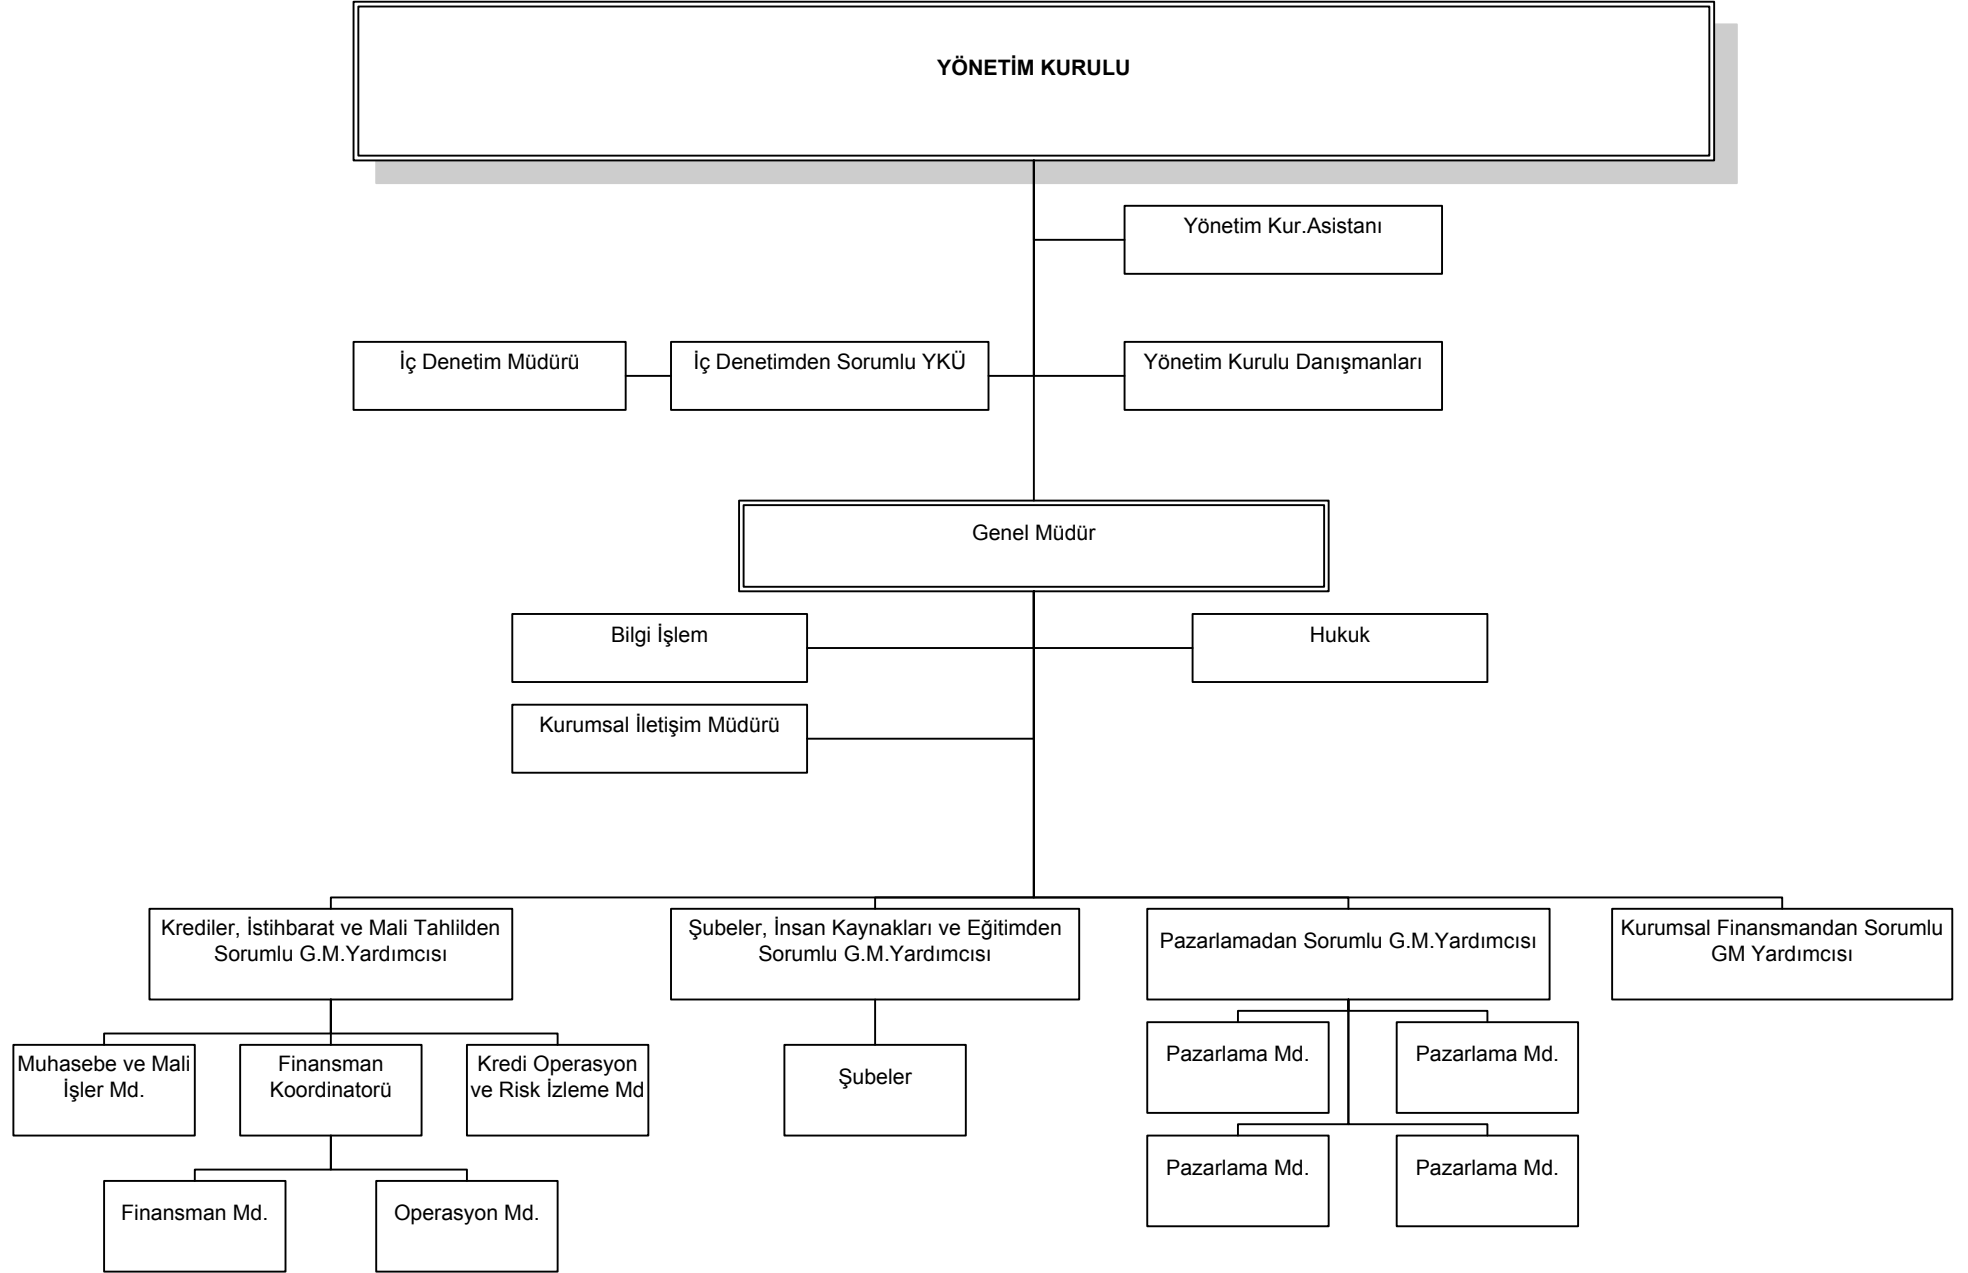 YÖNETİM KURULU
Yönetim Kur.Asistanı
İç Denetim Müdürü
İç Denetimden Sorumlu YKÜ
Yönetim Kurulu Danışmanları
Genel Müdür
Bilgi İşlem
Hukuk
Kurumsal İletişim Müdürü
Krediler, İstihbarat ve Mali Tahlilden
Sorumlu G.M.Yardımcısı
Şubeler, İnsan Kaynakları ve Eğitimden
Sorumlu G.M.Yardımcısı
Pazarlamadan Sorumlu G.M.Yardımcısı
Kurumsal Finansmandan Sorumlu
GM Yardımcısı
Muhasebe ve Mali
İşler Md.
Finansman
Koordinatorü
Kredi Operasyon
ve Risk İzleme Md
Şubeler
Pazarlama Md.
Pazarlama Md.
Pazarlama Md.
Pazarlama Md.
Finansman Md.
Operasyon Md.